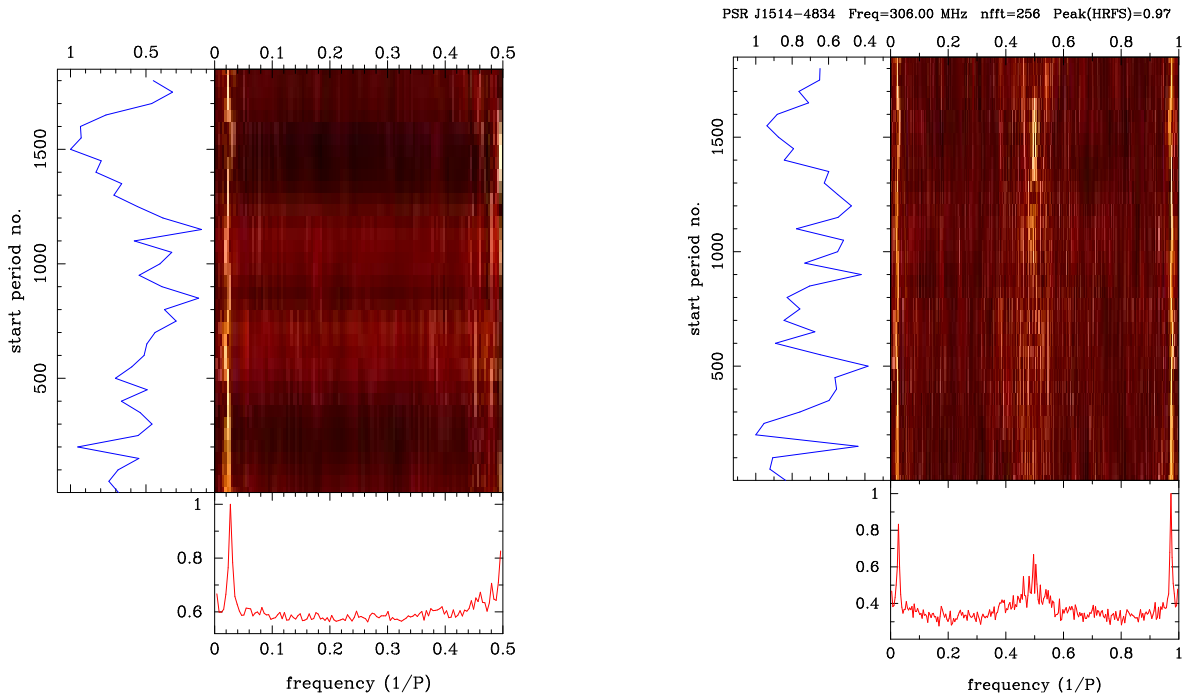 PSR J1514-4834 Freq=306.00 MHz nfft=256 Peak(HRFS)=0.97
1 0.5
0 0.1 0.2 0.3 0.4 0.5
start period no.
500 1000 1500
1
0.8
0.6
0 0.1 0.2 0.3 0.4 0.5
frequency (1/P)
1 0.8 0.6 0.4
0 0.2 0.4 0.6 0.8 1
start period no.
500 1000 1500
1
0.8
0.6
0.4
0 0.2 0.4 0.6 0.8 1
frequency (1/P)